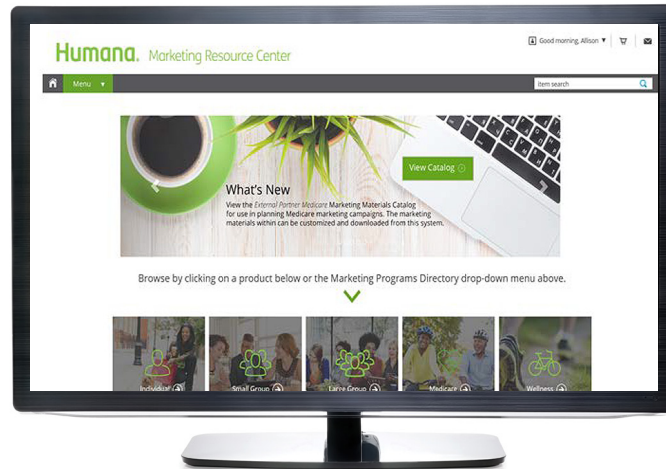 Humana. Marketing Resource Center
Good morning, Allison
Menu
Item search
View Catalog
What's New
View the External Partner Medicare Marketing Materials Catalog
for use in planning Medicare marketing campaigns. The marketing
materials within can be customized and downloaded from this system.
Browse by clicking on a product below or the Marketing Programs Directory drop-down menu above.
Individual
Small Group
Large Group
Medicare
Wellness